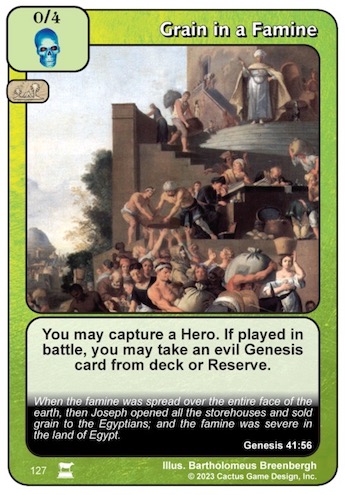 0/4
Grain in a Famine
You may capture a Hero. If played in
battle, you may take an evil Genesis
card from deck or Reserve.
When the famine was spread over the entire face of the
earth, then Joseph opened all the storehouses and sold
grain to the Egyptians; and the famine was severe in
the land of Egypt.
Genesis 41:56
Illus. Bartholomeus Breenbergh
127
© 2023 Cactus Game Design, Inc.